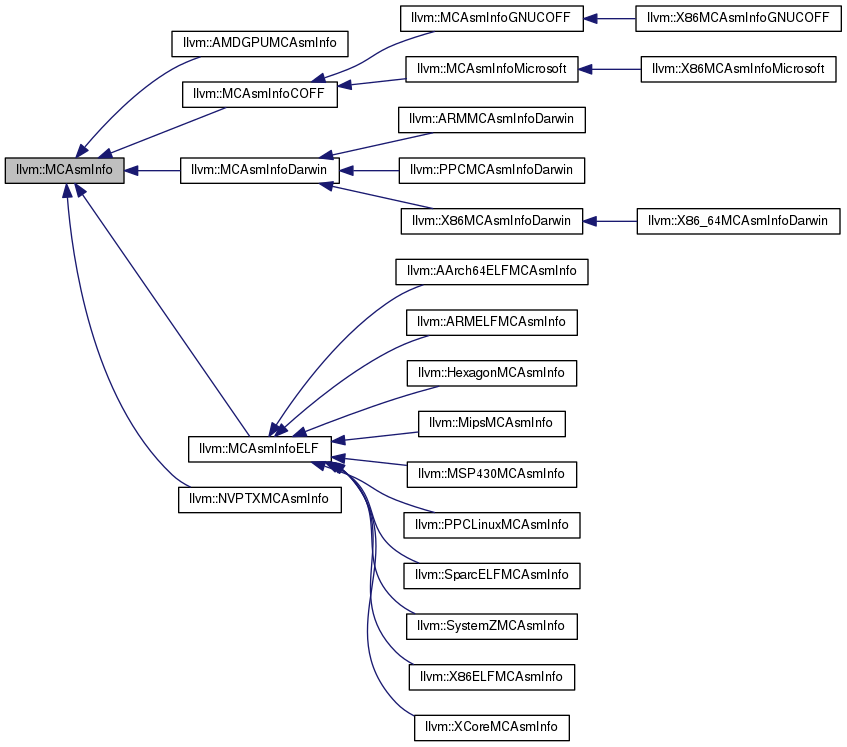 llvm::MCAsmInfo
llvm::AMDGPUMCAsmInfo
llvm::MCAsmInfoCOFF
llvm::MCAsmInfoGNUCOFF
llvm::X86MCAsmInfoGNUCOFF
llvm::MCAsmInfoMicrosoft
llvm::X86MCAsmInfoMicrosoft
llvm::MCAsmInfoDarwin
llvm::ARMMCAsmInfoDarwin
llvm::PPCMCAsmInfoDarwin
llvm::X86MCAsmInfoDarwin
llvm::X86_64MCAsmInfoDarwin
llvm::MCAsmInfoELF
llvm::AArch64ELFMCAsmInfo
llvm::ARMELFMCAsmInfo
llvm::HexagonMCAsmInfo
llvm::MipsMCAsmInfo
llvm::MSP430MCAsmInfo
llvm::PPCLinuxMCAsmInfo
llvm::SparcELFMCAsmInfo
llvm::SystemZMCAsmInfo
llvm::X86ELFMCAsmInfo
llvm::XCoreMCAsmInfo
llvm::NVPTXMCAsmInfo